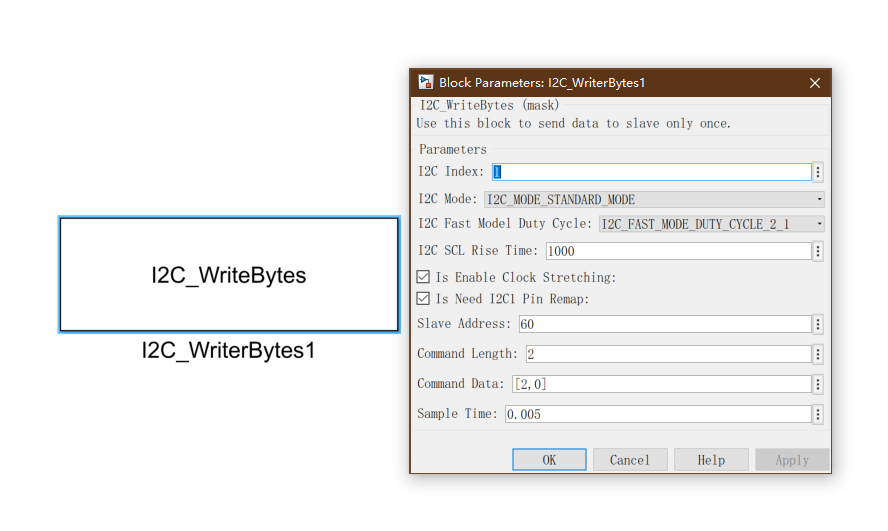 Block Parameters: I2C_WriterBytes1
I2C_WriteBytes (mask)
Use this block to send data to slave only once.
Parameters
I2C Index: 1
I2C Mode: I2C_MODE_STANDARD_MODE
I2C Fast Model Duty Cycle: I2C_FAST_MODE_DUTY_CYCLE_2_1
I2C SCL Rise Time: 1000
Is Enable Clock Stretching:
Is Need I2C1 Pin Remap:
Slave Address: 60
Command Length: 2
Command Data: [2,0]
Sample Time: 0.005
OK Cancel Help Apply
I2C_WriteBytes
I2C_WriterBytes1